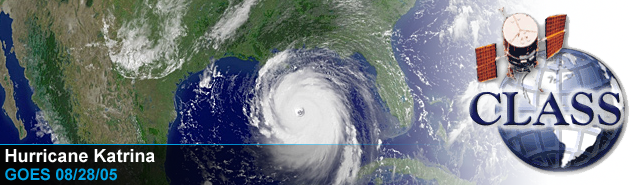 CLASS
Hurricane Katrina
GOES 08/28/05